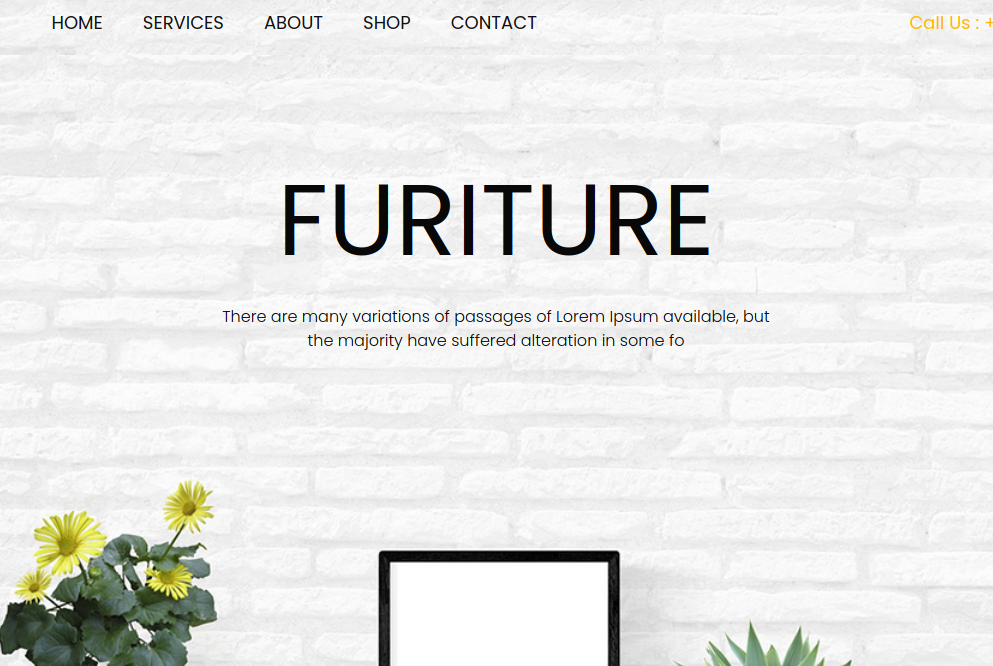 HOME SERVICES ABOUT SHOP CONTACT Call Us : +
FURITURE
There are many variations of passages of Lorem Ipsum available, but
the majority have suffered alteration in some fo